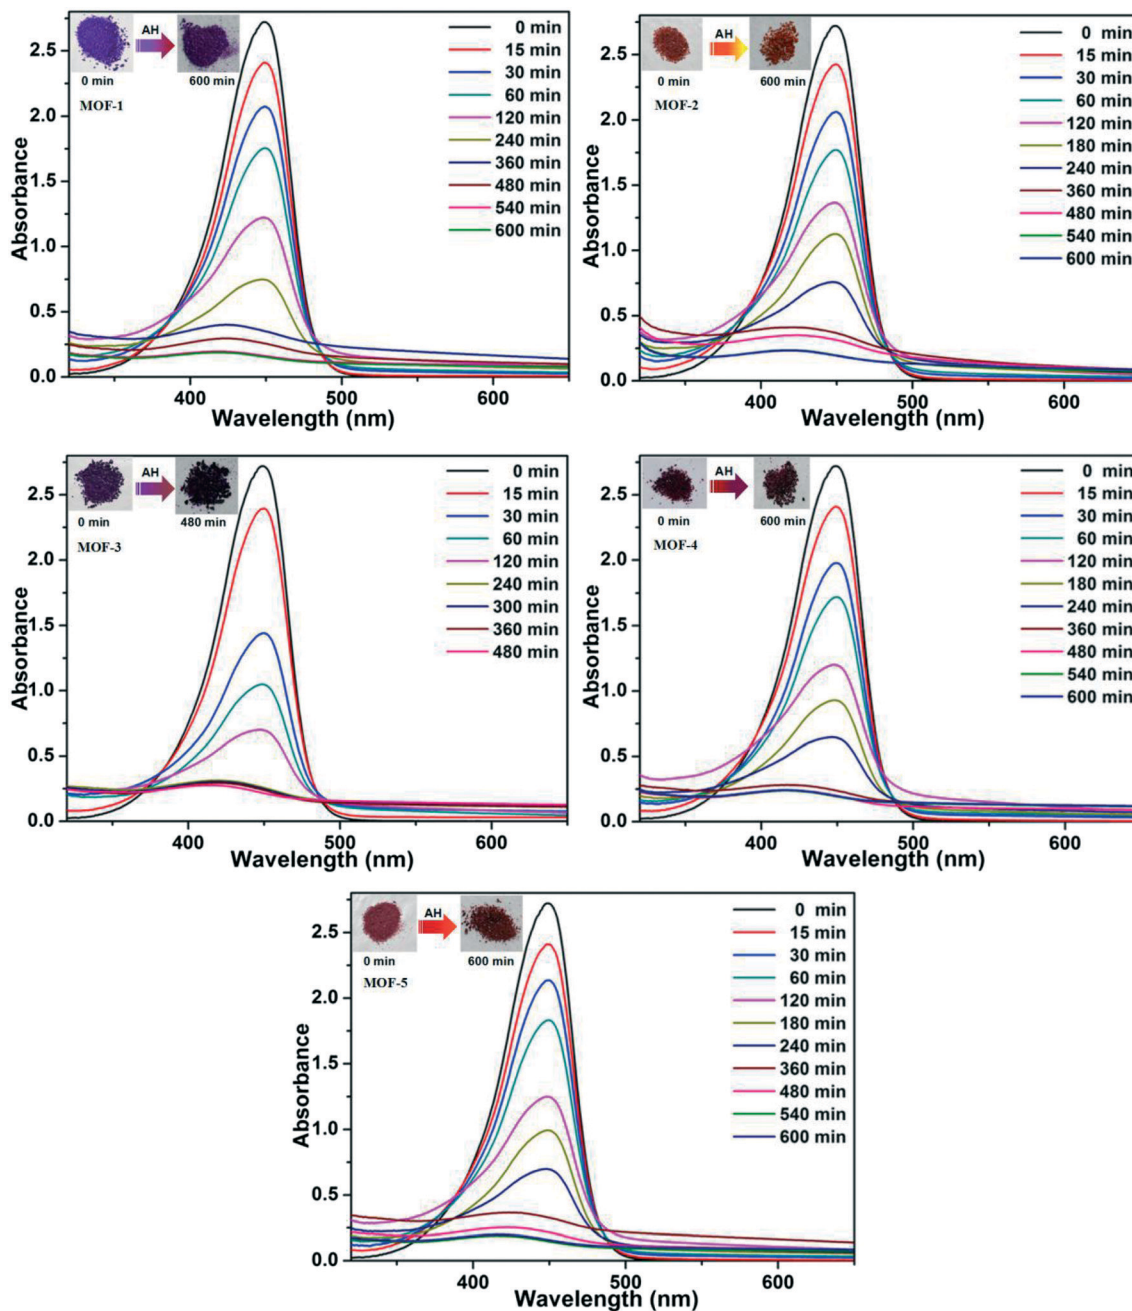 AH
0 min
600 min
MOF-1
0 min
15 min
30 min
60 min
120 min
240 min
360 min
480 min
540 min
600 min
2.5
2.0
1.5
1.0
0.5
0.0
Absorbance
400
500
600
Wavelength (nm)
AH
0 min
600 min
MOF-2
0 min
15 min
30 min
60 min
120 min
180 min
240 min
360 min
480 min
540 min
600 min
2.5
2.0
1.5
1.0
0.5
0.0
Absorbance
400
500
600
Wavelength (nm)
AH
0 min
480 min
MOF-3
0 min
15 min
30 min
60 min
120 min
240 min
300 min
360 min
480 min
2.5
2.0
1.5
1.0
0.5
0.0
Absorbance
400
500
600
Wavelength (nm)
AH
0 min
600 min
MOF-4
0 min
15 min
30 min
60 min
120 min
180 min
240 min
360 min
480 min
540 min
600 min
2.5
2.0
1.5
1.0
0.5
0.0
Absorbance
400
500
600
Wavelength (nm)
AH
0 min
600 min
MOF-5
0 min
15 min
30 min
60 min
120 min
180 min
240 min
360 min
480 min
540 min
600 min
2.5
2.0
1.5
1.0
0.5
0.0
Absorbance
400
500
600
Wavelength (nm)